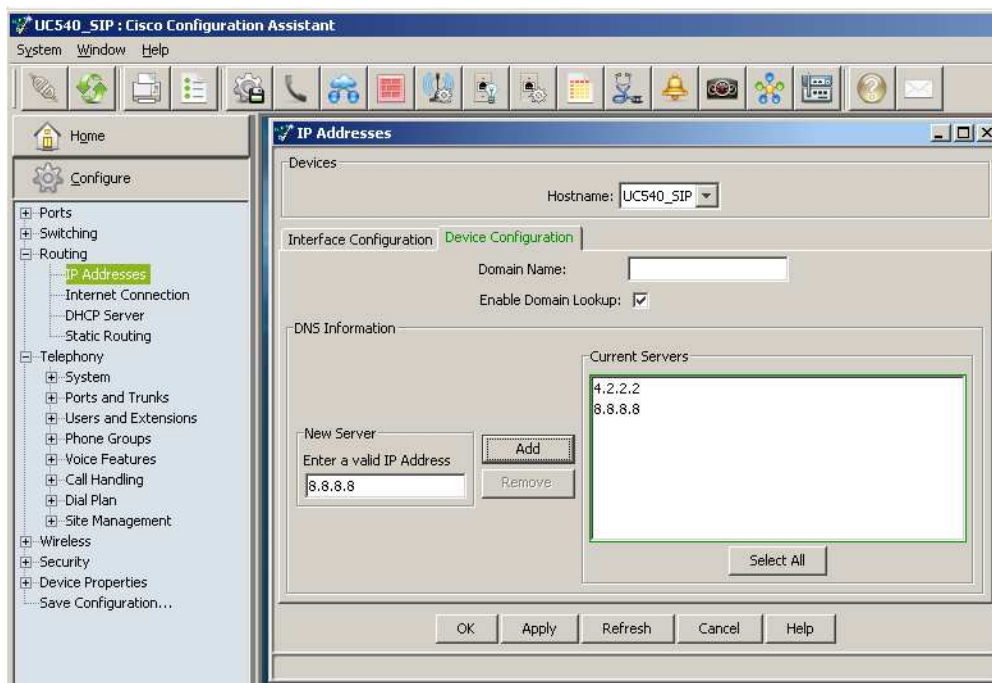 UC540_SIP : Cisco Configuration Assistant
System Window Help
Home
Configure
Ports
Switching
Routing
IP Addresses
Internet Connection
DHCP Server
Static Routing
Telephony
System
Ports and Trunks
Users and Extensions
Phone Groups
Voice Features
Call Handling
Dial Plan
Site Management
Wireless
Security
Device Properties
Save Configuration...
IP Addresses
Devices
Hostname: UC540_SIP
Interface Configuration Device Configuration
Domain Name:
Enable Domain Lookup:
DNS Information
Current Servers
4.2.2.2
8.8.8.8
New Server
Enter a valid IP Address
8.8.8.8
Add
Remove
Select All
OK Apply Refresh Cancel Help